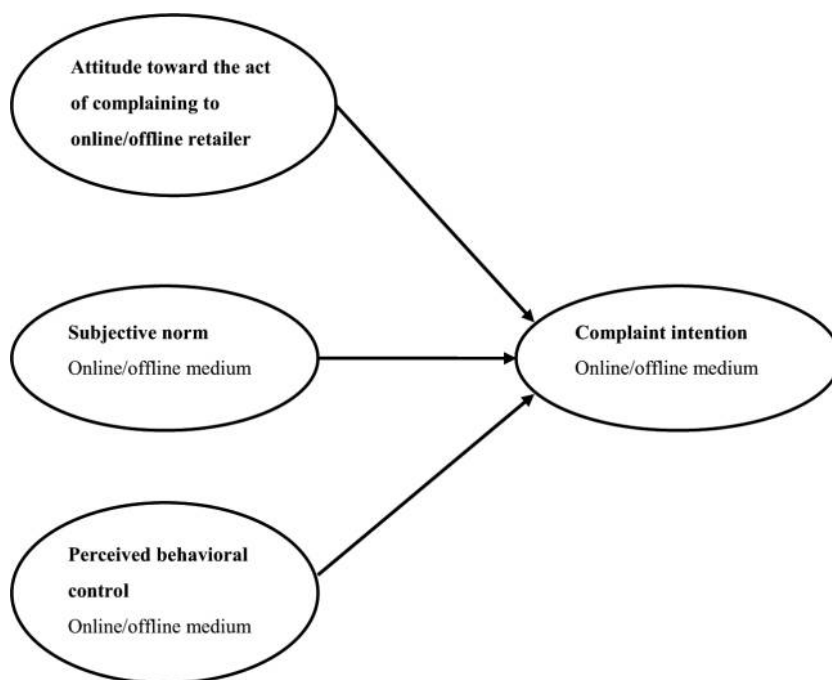 Attitude toward the act
of complaining to
online/offline retailer
Subjective norm
Online/offline medium
Complaint intention
Online/offline medium
Perceived behavioral
control
Online/offline medium